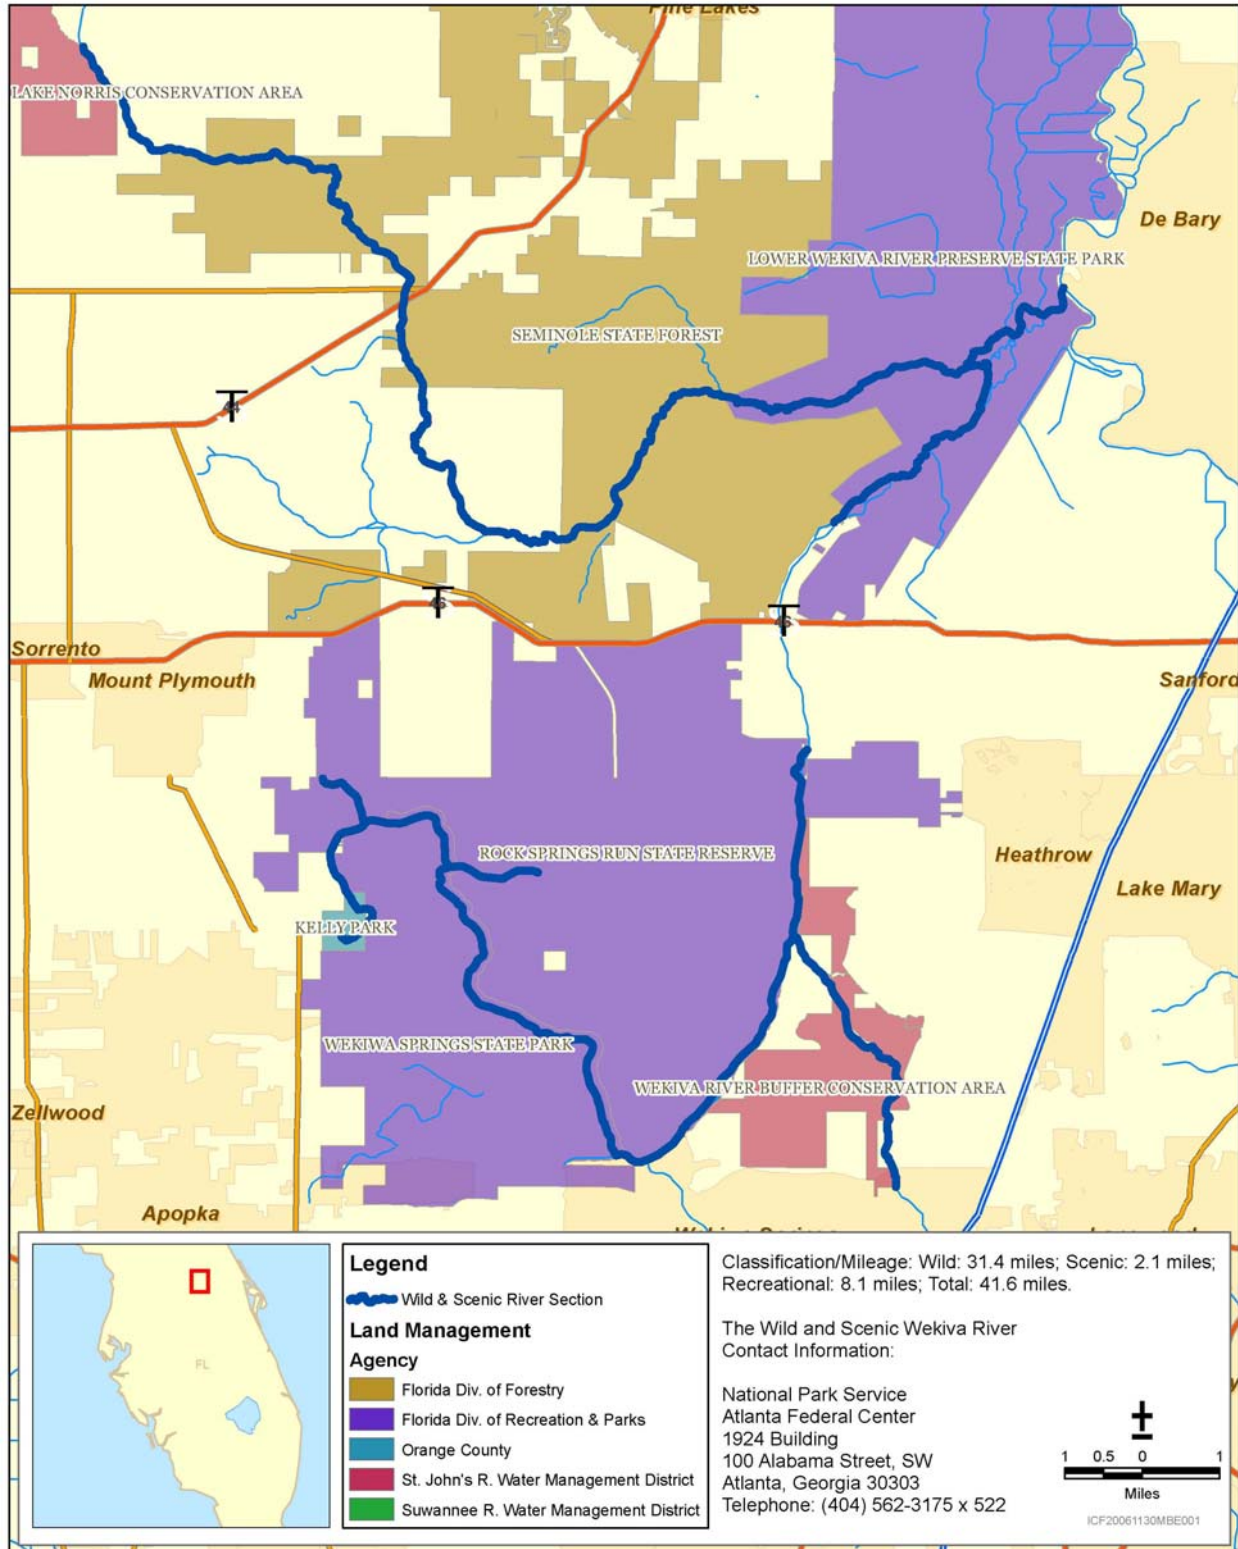 Pine Lakes
LAKE NORRIS CONSERVATION AREA
De Bary
LOWER WEKIVA RIVER PRESERVE STATE PARK
SEMINOLE STATE FOREST
44
46
46
Sorrento
Mount Plymouth
Sanford
ROCK SPRINGS RUN STATE RESERVE
Heathrow
Lake Mary
KELLY PARK
WEKIWA SPRINGS STATE PARK
WEKIVA RIVER BUFFER CONSERVATION AREA
Zellwood
Apopka
FL
Legend
Wild & Scenic River Section
Land Management
Agency
Florida Div. of Forestry
Florida Div. of Recreation & Parks
Orange County
St. John's R. Water Management District
Suwannee R. Water Management District
Classification/Mileage: Wild: 31.4 miles; Scenic: 2.1 miles;
Recreational: 8.1 miles; Total: 41.6 miles.
The Wild and Scenic Wekiva River
Contact Information:
National Park Service
Atlanta Federal Center
1924 Building
100 Alabama Street, SW
Atlanta, Georgia 30303
Telephone: (404) 562-3175 x 522
1 0.5 0 1
Miles
ICF20061130MBE001